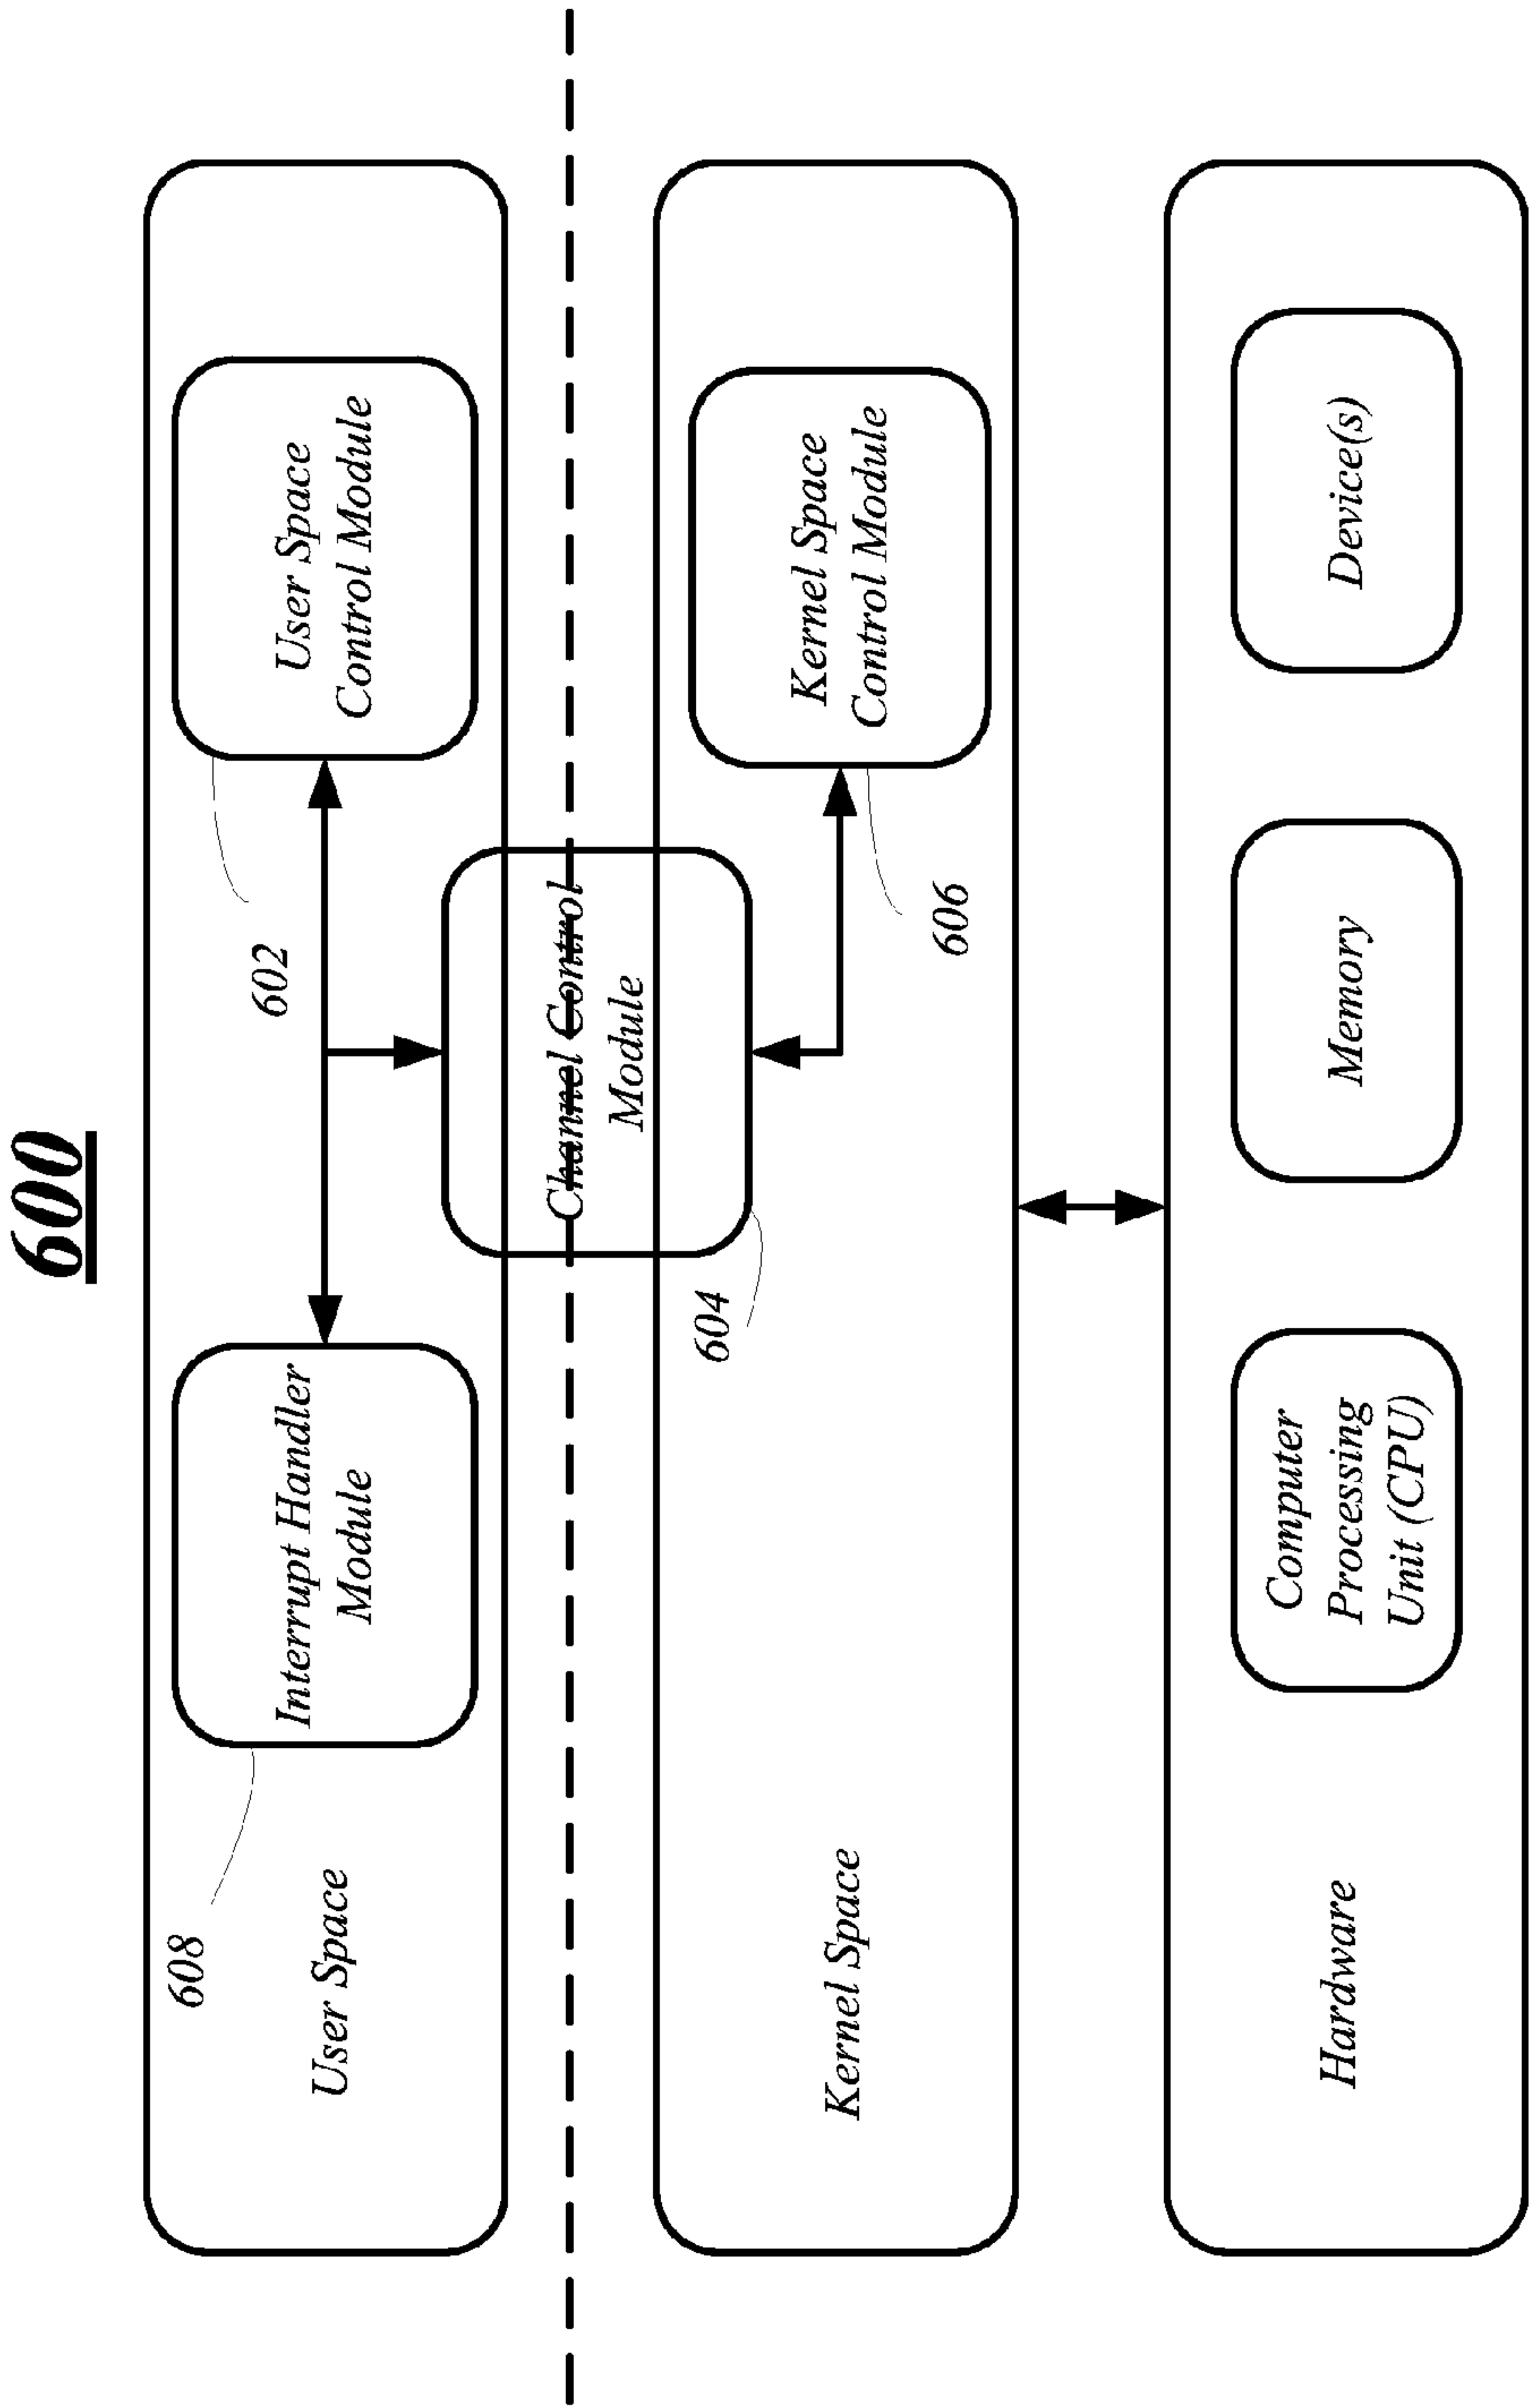 600
608
User Space
Interrupt Handler
Module
602
User Space
Control Module
Channel Control
Module
604
Kernel Space
606
Kernel Space
Control Module
Hardware
Computer
Processing
Unit (CPU)
Memory
Device(s)